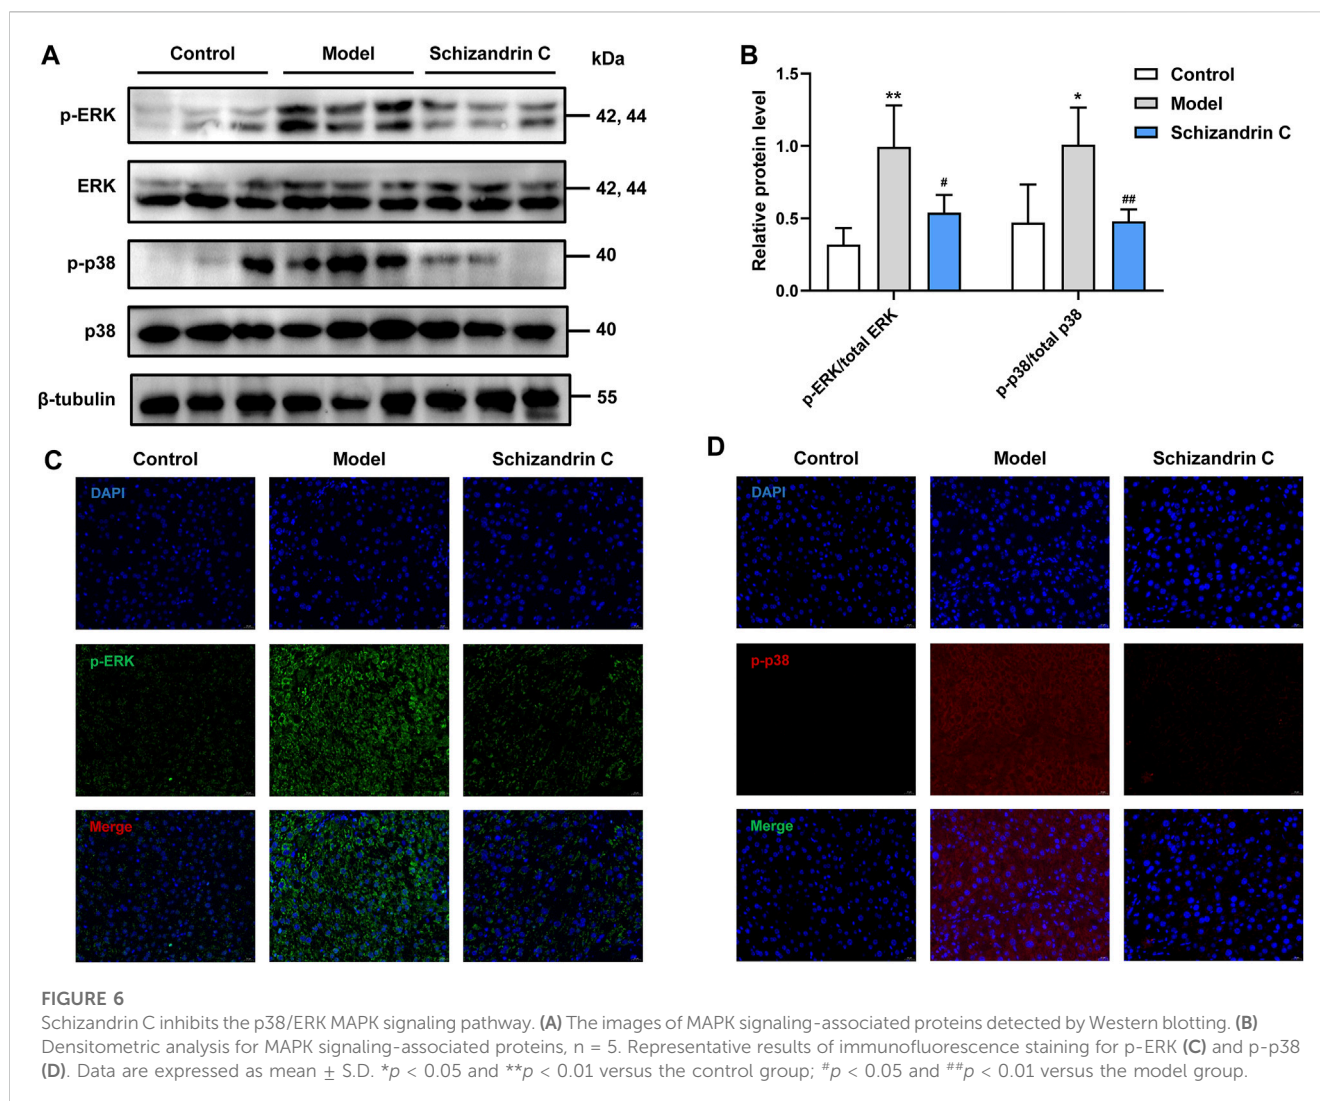 A
Control Model Schizandrin C kDa
p-ERK 42, 44
ERK 42, 44
p-p38 40
p38 40
β-tubulin 55
B
Relative protein level
1.5
1.0
0.5
0.0
** # * ##
p-ERK/total ERK
p-p38/total p38
Control
Model
Schizandrin C
C
Control Model Schizandrin C
DAPI
p-ERK
Merge
D
Control Model Schizandrin C
DAPI
p-p38
Merge
FIGURE 6
Schizandrin C inhibits the p38/ERK MAPK signaling pathway. (A) The images of MAPK signaling-associated proteins detected by Western blotting. (B)
Densitometric analysis for MAPK signaling-associated proteins, n = 5. Representative results of immunofluorescence staining for p-ERK (C) and p-p38
(D). Data are expressed as mean ± S.D. *p < 0.05 and **p < 0.01 versus the control group; #p < 0.05 and ##p < 0.01 versus the model group.